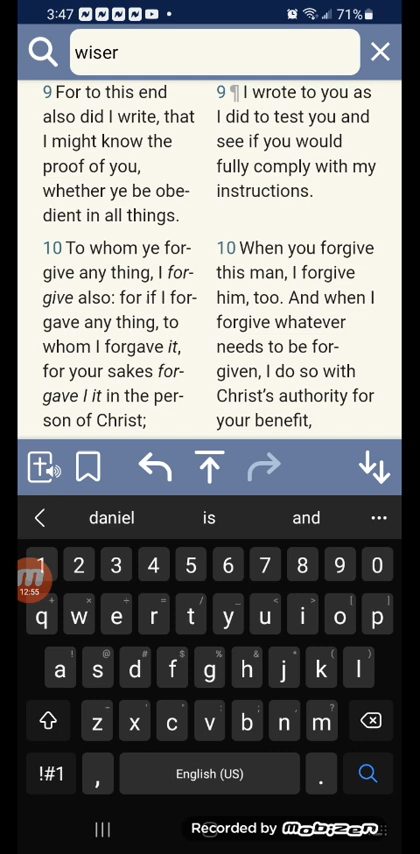 3:47
71%
wiser
9 For to this end
also did I write, that
I might know the
proof of you,
whether ye be obe-
dient in all things.
10 To whom ye for-
give any thing, I for-
give also: for if I for-
gave any thing, to
whom I forgave it,
for your sakes for-
gave I it in the per-
son of Christ;
9 ¶ I wrote to you as
I did to test you and
see if you would
fully comply with my
instructions.
10 When you forgive
this man, I forgive
him, too. And when I
forgive whatever
needs to be for-
given, I do so with
Christ's authority for
your benefit,
daniel is and ...
1 2 3 4 5 6 7 8 9 0
12:55
+ × ÷ = / _ < > [ ]
q w e r t y u i o p
! @ # $ % & * ( )
a s d f g h j k l
- ' " : ; , ?
z x c v b n m
!#1 , English (US) .
Recorded by MOBIZEN